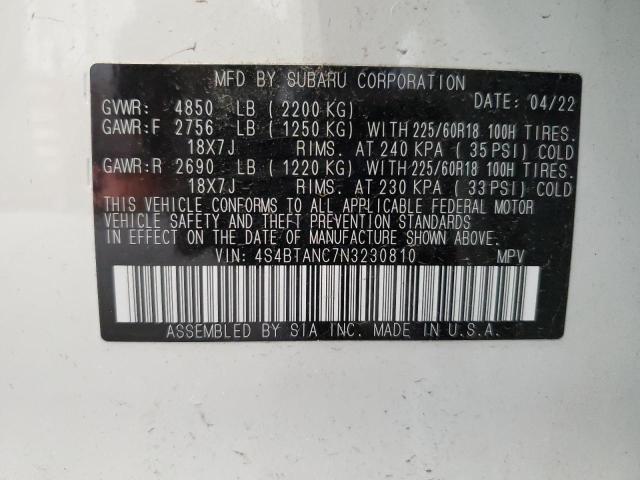 MFD BY SUBARU CORPORATION
GVWR: 4850 LB (2200 KG) DATE: 04/22
GAWR:F 2756 LB (1250 KG) WITH 225/60R18 100H TIRES.
18X7J RIMS. AT 240 KPA (35 PSI) COLD
GAWR:R 2690 LB (1220 KG) WITH 225/60R18 100H TIRES.
18X7J RIMS. AT 230 KPA (33 PSI) COLD
THIS VEHICLE CONFORMS TO ALL APPLICABLE FEDERAL MOTOR
VEHICLE SAFETY AND THEFT PREVENTION STANDARDS
IN EFFECT ON THE DATE OF MANUFACTURE SHOWN ABOVE.
VIN: 4S4BTANC7N3230810 MPV
ASSEMBLED BY SIA INC. MADE IN U.S.A.